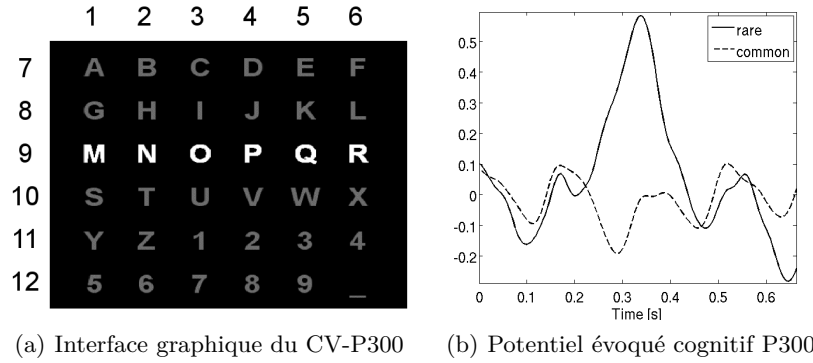 1 2 3 4 5 6
7 A B C D E F
8 G H I J K L
9 M N O P Q R
10 S T U V W X
11 Y Z 1 2 3 4
12 5 6 7 8 9 _
(a) Interface graphique du CV-P300
rare
common
0.5
0.4
0.3
0.2
0.1
0
-0.1
-0.2
0 0.1 0.2 0.3 0.4 0.5 0.6
Time [s]
(b) Potentiel évoqué cognitif P300